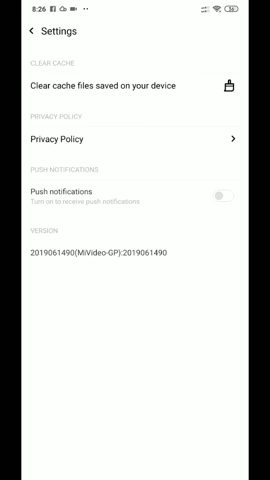 8:26
Settings
CLEAR CACHE
Clear cache files saved on your device
PRIVACY POLICY
Privacy Policy
PUSH NOTIFICATIONS
Push notifications
Turn on to receive push notifications
VERSION
2019061490(MiVideo-GP):2019061490